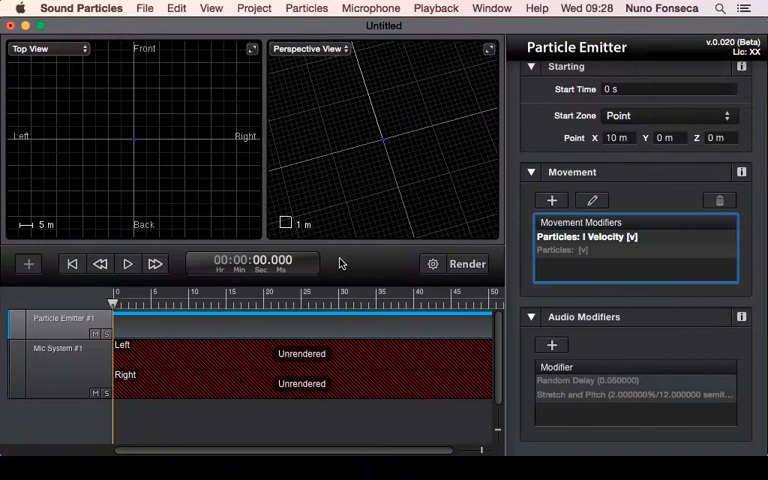 Sound Particles File Edit View Project Particles Microphone Playback Window Help Wed 09:28 Nuno Fonseca
Untitled
Top View
Front
Left
Right
Back
5 m
Perspective View
1 m
Particle Emitter
v.0.020 (Beta)
Lic: XX
Starting
Start Time 0 s
Start Zone Point
Point X 10 m Y 0 m Z 0 m
Movement
Movement Modifiers
Particles: I Velocity [v]
Particles: [v]
Audio Modifiers
Modifier
Random Delay (0.050000)
Stretch and Pitch (2.000000%/12.000000 semit...
00:00:00.000
Hr Min Sec Ms
Render
0 5 10 15 20 25 30 35 40 45 50
Particle Emitter #1
M S
Mic System #1
M S
Left
Unrendered
Right
Unrendered